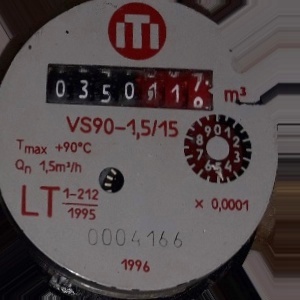 ITI
0350117 m³
VS90-1,5/15
Tmax +90°C
Qn 1,5m³/h
LT 1-212
1995
x 0,0001
0004166
1996